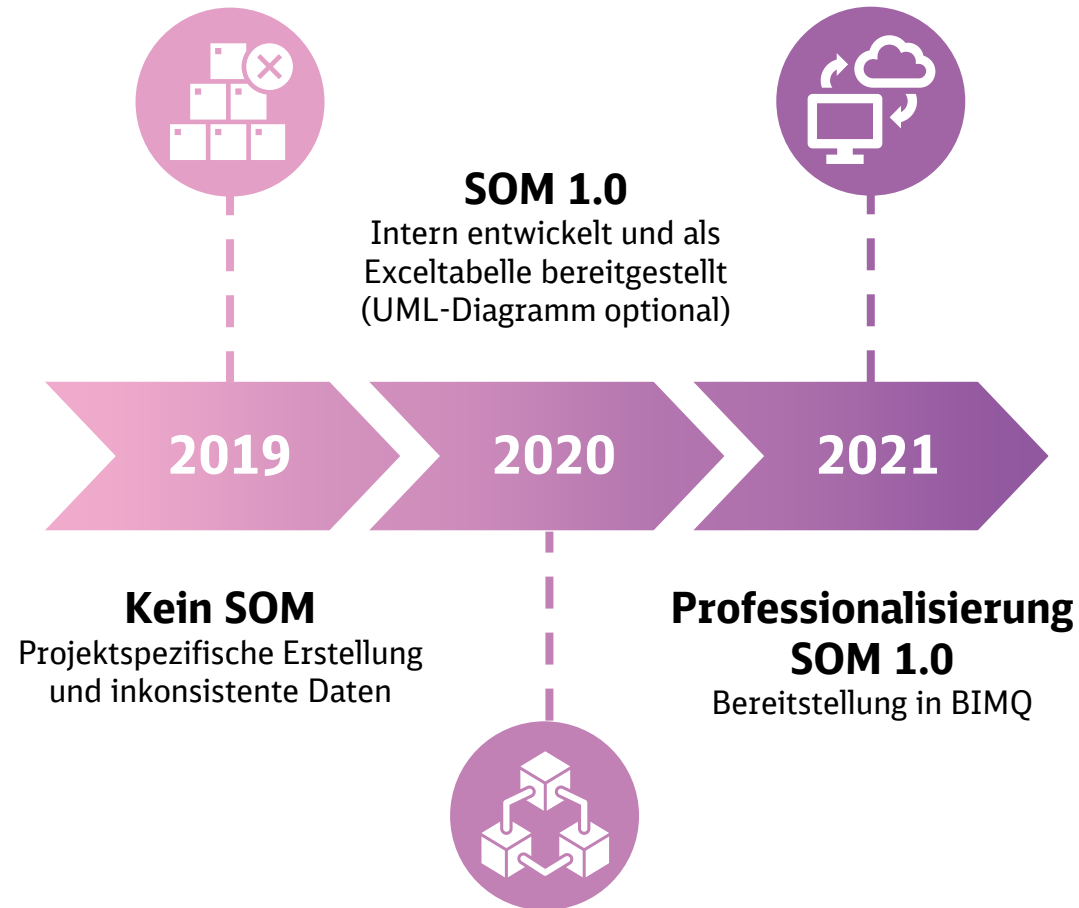 SOM 1.0
Intern entwickelt und als
Exceltabelle bereitgestellt
(UML-Diagramm optional)
2019
2020
2021
Kein SOM
Projektspezifische Erstellung
und inkonsistente Daten
Professionalisierung
SOM 1.0
Bereitstellung in BIMQ